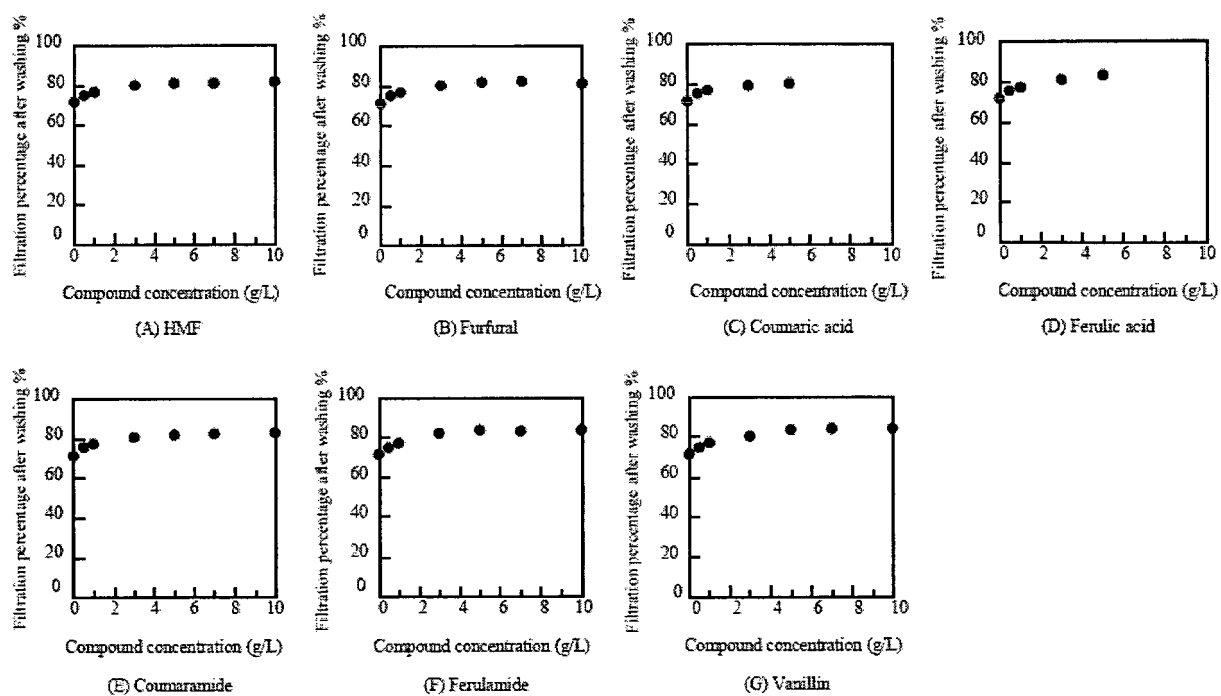 Filtration percentage after washing %
100
80
60
40
20
0
0 2 4 6 8 10
Compound concentration (g/L)
(A) HMF
Filtration percentage after washing %
100
80
60
40
20
0
0 2 4 6 8 10
Compound concentration (g/L)
(B) Furfural
Filtration percentage after washing %
100
80
60
40
20
0
0 2 4 6 8 10
Compound concentration (g/L)
(C) Coumaric acid
Filtration percentage after washing %
100
80
60
40
20
0
0 2 4 6 8 10
Compound concentration (g/L)
(D) Ferulic acid
Filtration percentage after washing %
100
80
60
40
20
0
0 2 4 6 8 10
Compound concentration (g/L)
(E) Coumaramide
Filtration percentage after washing %
100
80
60
40
20
0
0 2 4 6 8 10
Compound concentration (g/L)
(F) Ferulamide
Filtration percentage after washing %
100
80
60
40
20
0
0 2 4 6 8 10
Compound concentration (g/L)
(G) Vanillin